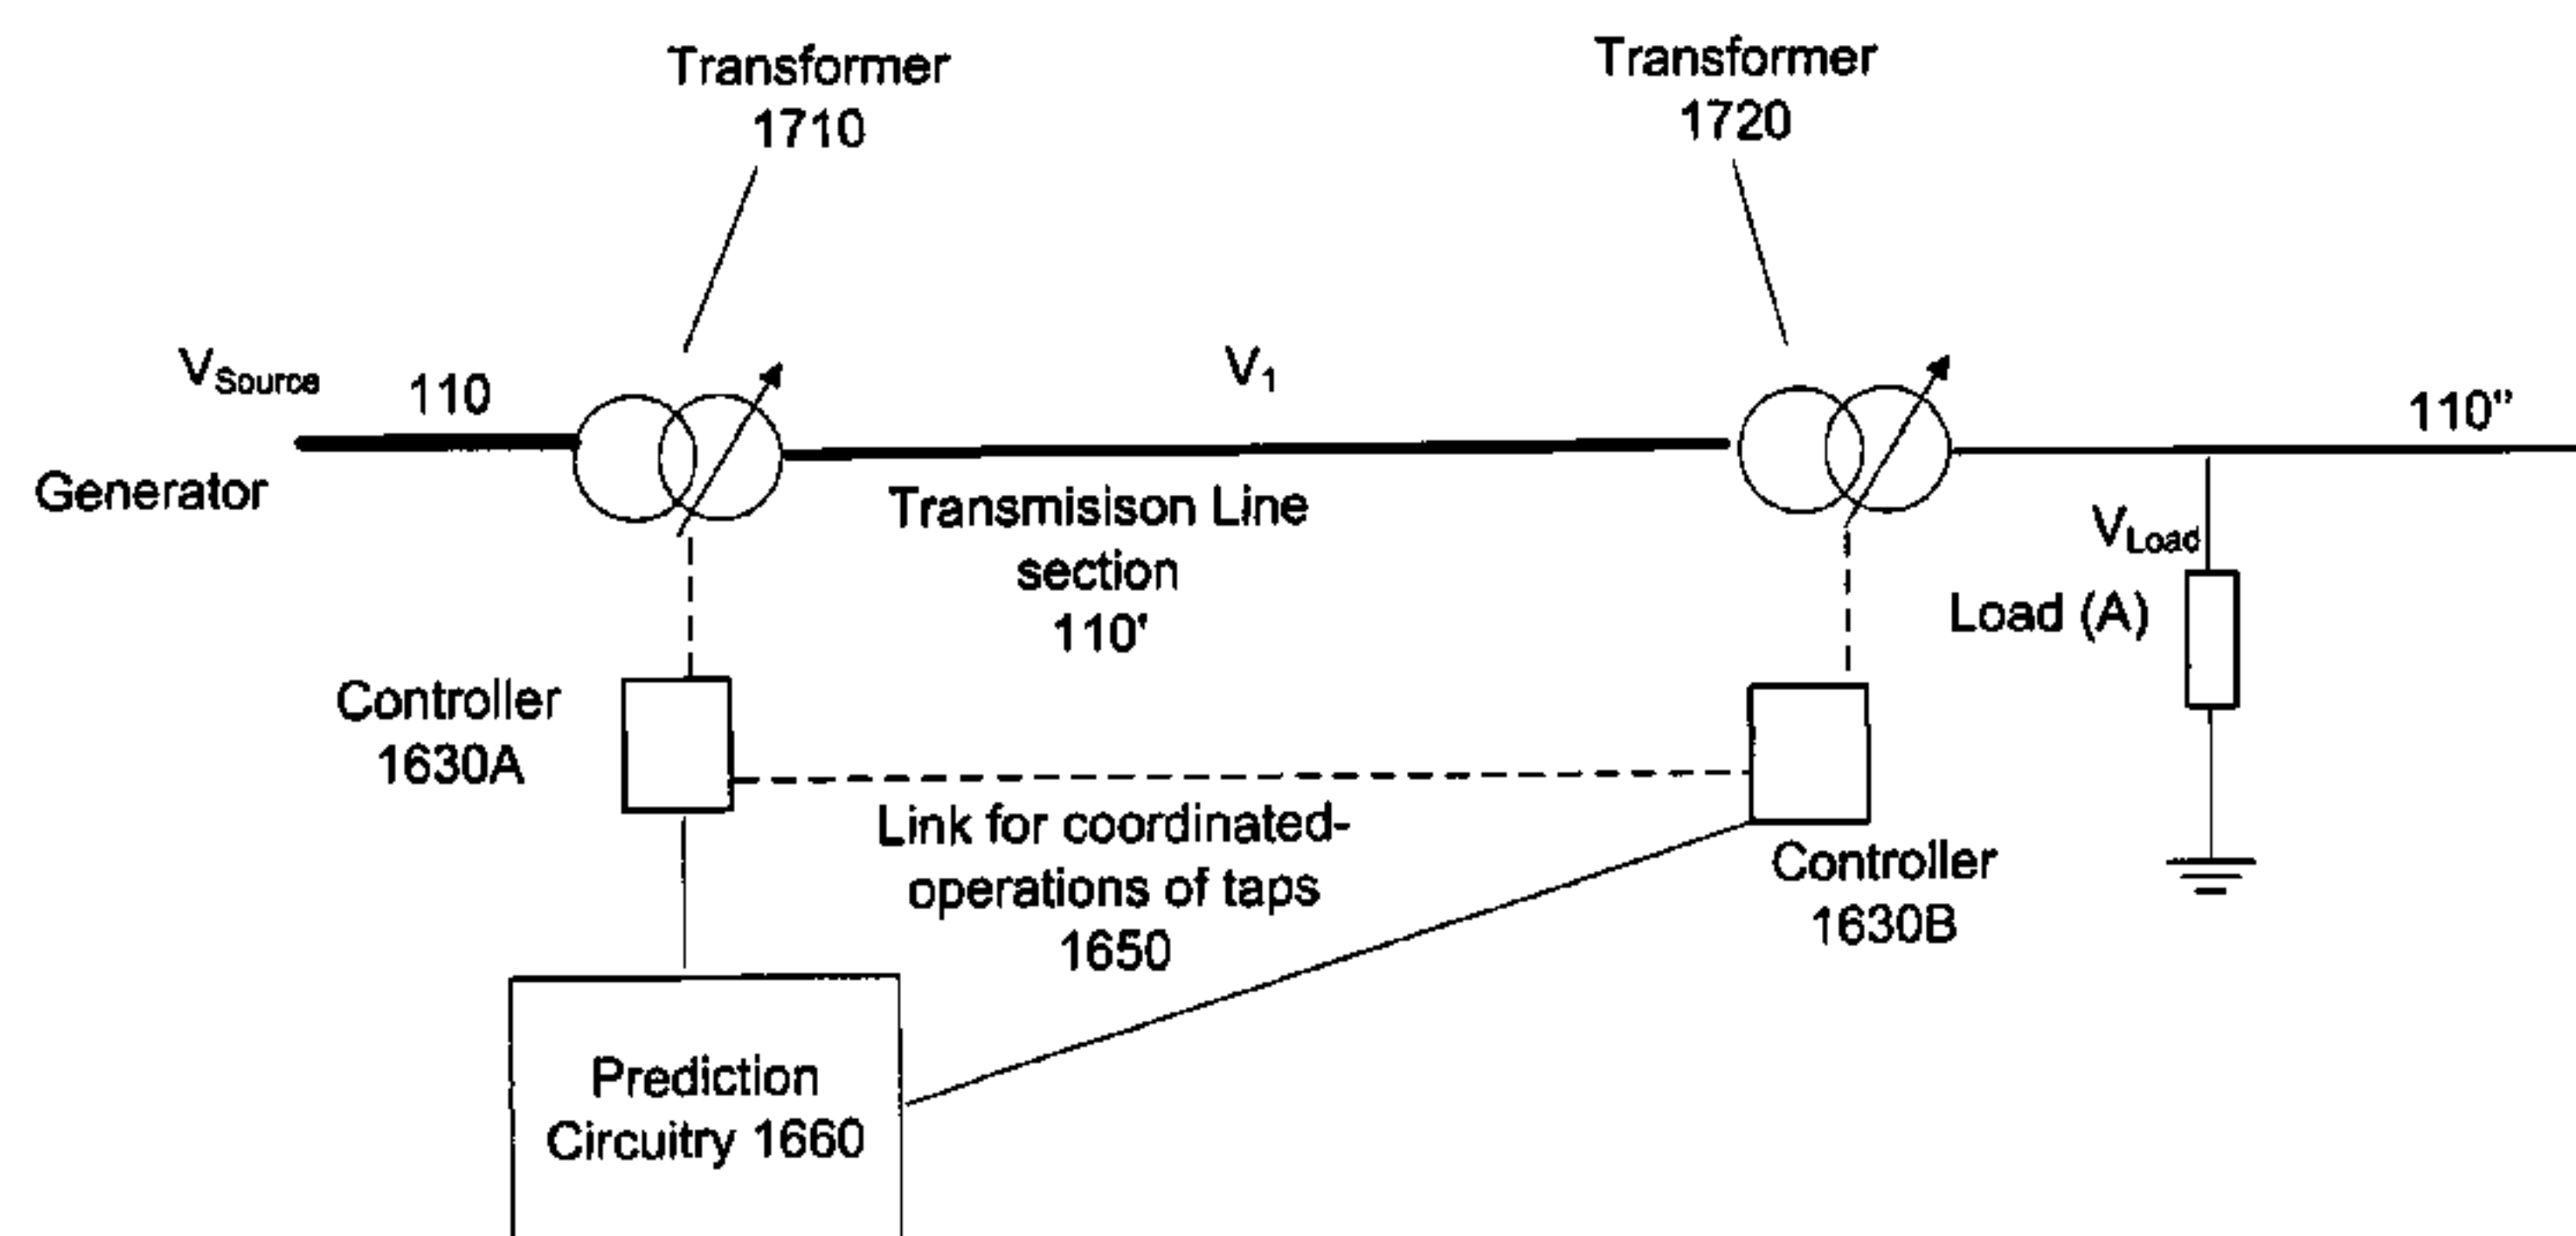 Transformer
1710
Transformer
1720
VSource
110
V1
110"
Generator
Transmisison Line
section
110'
VLoad
Load (A)
Controller
1630A
Link for coordinated-
operations of taps
1650
Controller
1630B
Prediction
Circuitry 1660